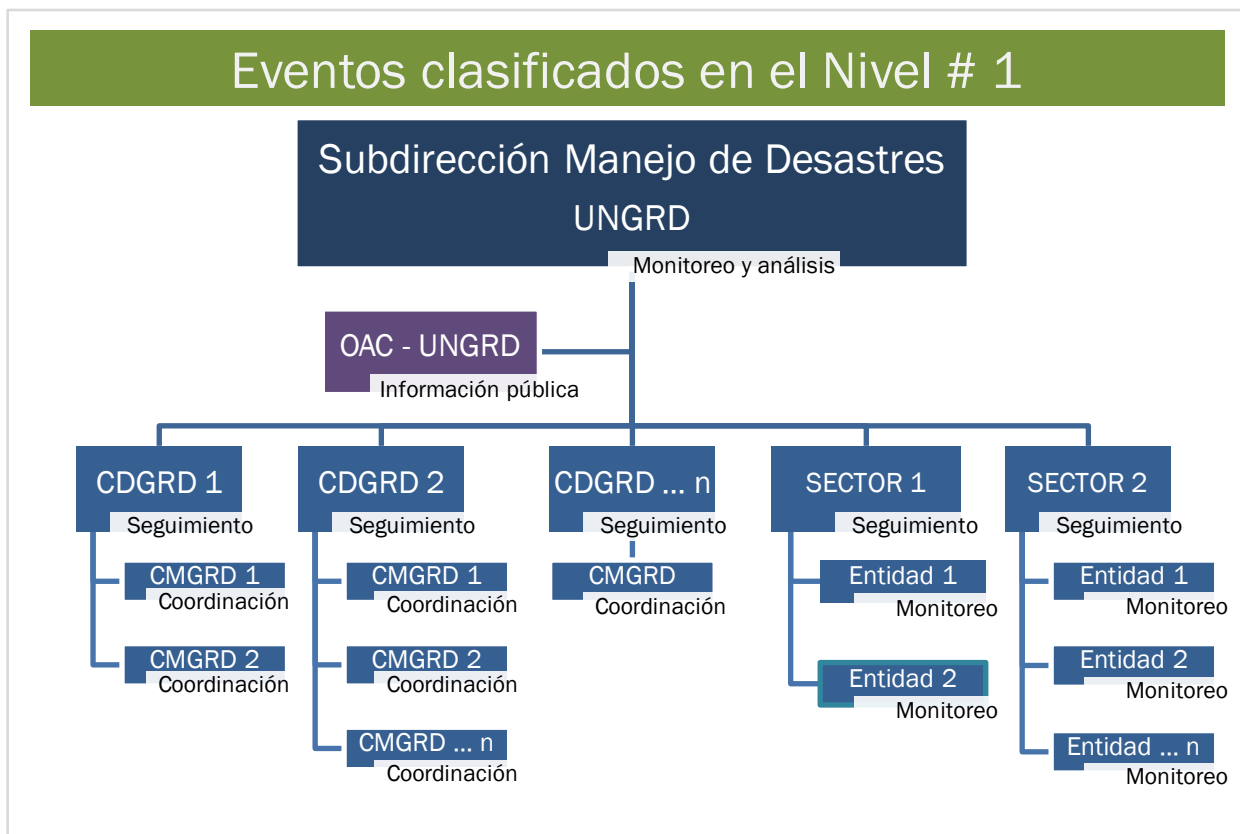 Eventos clasificados en el Nivel # 1
Subdirección Manejo de Desastres
UNGRD
Monitoreo y análisis
OAC - UNGRD
Información pública
CDGRD 1
Seguimiento
CMGRD 1
Coordinación
CMGRD 2
Coordinación
CDGRD 2
Seguimiento
CMGRD 1
Coordinación
CMGRD 2
Coordinación
CMGRD ... n
Coordinación
CDGRD ... n
Seguimiento
CMGRD
Coordinación
SECTOR 1
Seguimiento
Entidad 1
Monitoreo
Entidad 2
Monitoreo
SECTOR 2
Seguimiento
Entidad 1
Monitoreo
Entidad 2
Monitoreo
Entidad ... n
Monitoreo